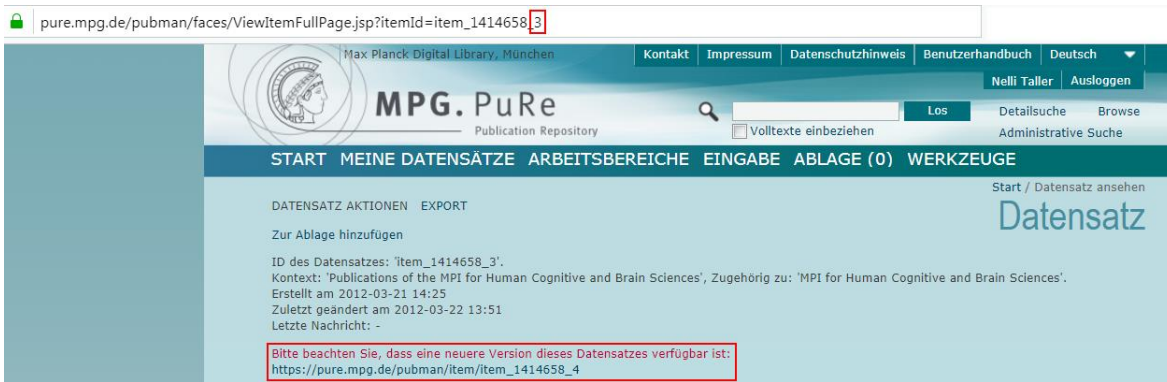 pure.mpg.de/pubman/faces/ViewItemFullPage.jsp?itemId=item_1414658_3
Max Planck Digital Library, München
Kontakt Impressum Datenschutzhinweis Benutzerhandbuch Deutsch
Nelli Taller Ausloggen
MPG. PuRe
Publication Repository
Los
Volltexte einbeziehen
Detailsuche Browse
Administrative Suche
START MEINE DATENSÄTZE ARBEITSBEREICHE EINGABE ABLAGE (0) WERKZEUGE
Start / Datensatz ansehen
Datensatz
DATENSATZ AKTIONEN EXPORT
Zur Ablage hinzufügen
ID des Datensatzes: 'item_1414658_3'.
Kontext: 'Publications of the MPI for Human Cognitive and Brain Sciences', Zugehörig zu: 'MPI for Human Cognitive and Brain Sciences'.
Erstellt am 2012-03-21 14:25
Zuletzt geändert am 2012-03-22 13:51
Letzte Nachricht: -
Bitte beachten Sie, dass eine neuere Version dieses Datensatzes verfügbar ist:
https://pure.mpg.de/pubman/item/item_1414658_4